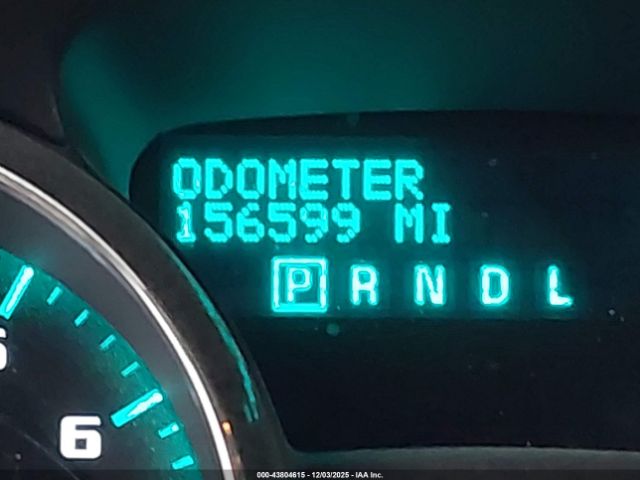 ODOMETER
156599 MI
P R N D L
6
000-43804615 - 12/03/2025 - IAA Inc.